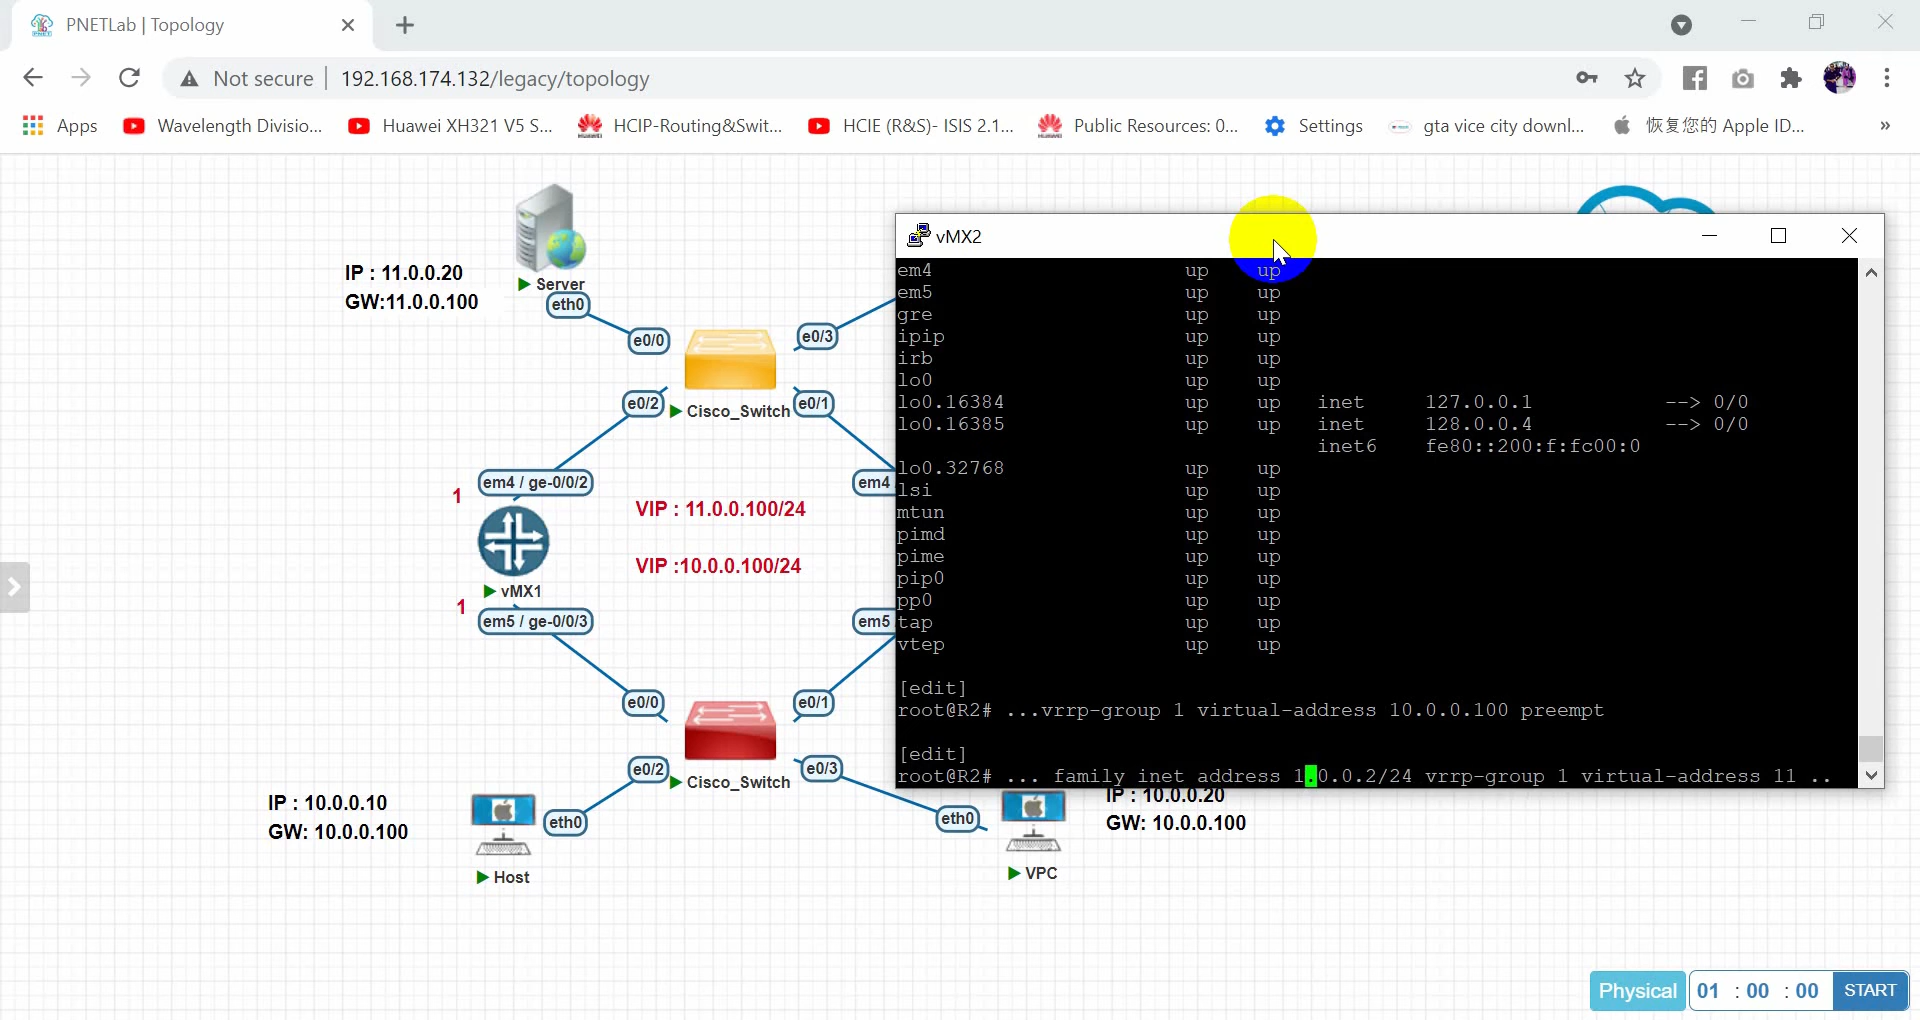 PNETLab | Topology
Not secure | 192.168.174.132/legacy/topology
Apps
Wavelength Divisio...
Huawei XH321 V5 S...
HCIP-Routing&Swit...
HCIE (R&S)- ISIS 2.1...
Public Resources: 0...
Settings
gta vice city downl...
恢复您的 Apple ID...
»
IP : 11.0.0.20
GW:11.0.0.100
Server
eth0
e0/0
e0/3
e0/2
Cisco_Switch
e0/1
1
em4 / ge-0/0/2
em4
VIP : 11.0.0.100/24
VIP :10.0.0.100/24
vMX1
1
em5 / ge-0/0/3
em5
e0/0
e0/1
e0/2
Cisco_Switch
e0/3
IP : 10.0.0.10
GW: 10.0.0.100
eth0
Host
eth0
IP : 10.0.0.20
GW: 10.0.0.100
VPC
vMX2
em4 up up
em5 up up
gre up up
ipip up up
irb up up
lo0 up up
lo0.16384 up up inet 127.0.0.1 --> 0/0
lo0.16385 up up inet 128.0.0.4 --> 0/0
inet6 fe80::200:f:fc00:0
lo0.32768 up up
lsi up up
mtun up up
pimd up up
pime up up
pip0 up up
pp0 up up
tap up up
vtep up up
[edit]
root@R2# ...vrrp-group 1 virtual-address 10.0.0.100 preempt
[edit]
root@R2# ... family inet address 1.0.0.2/24 vrrp-group 1 virtual-address 11 ..
Physical
01 : 00 : 00
START